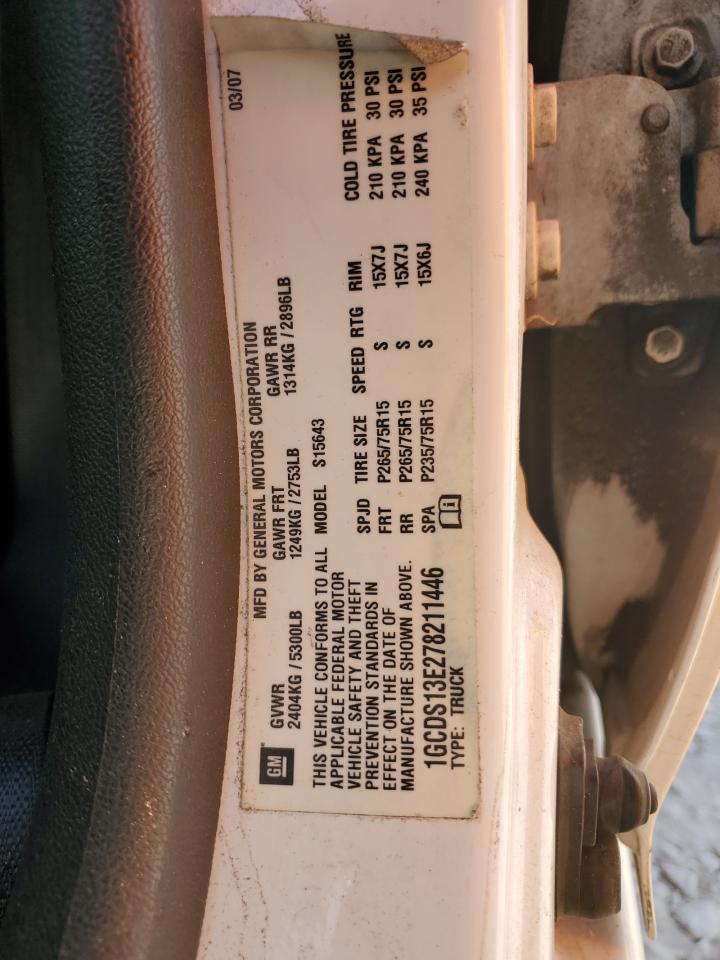 03/07
MFD BY GENERAL MOTORS CORPORATION
GM
GVWR GAWR FRT GAWR RR
2404KG / 5300LB 1249KG / 2753LB 1314KG / 2896LB
THIS VEHICLE CONFORMS TO ALL
APPLICABLE FEDERAL MOTOR
VEHICLE SAFETY AND THEFT
PREVENTION STANDARDS IN
EFFECT ON THE DATE OF
MANUFACTURE SHOWN ABOVE.
1GCDS13E278211446
TYPE: TRUCK
MODEL S15643
SPJD TIRE SIZE SPEED RTG RIM COLD TIRE PRESSURE
FRT P265/75R15 S 15X7J 210 KPA 30 PSI
RR P265/75R15 S 15X7J 210 KPA 30 PSI
SPA P235/75R15 S 15X6J 240 KPA 35 PSI